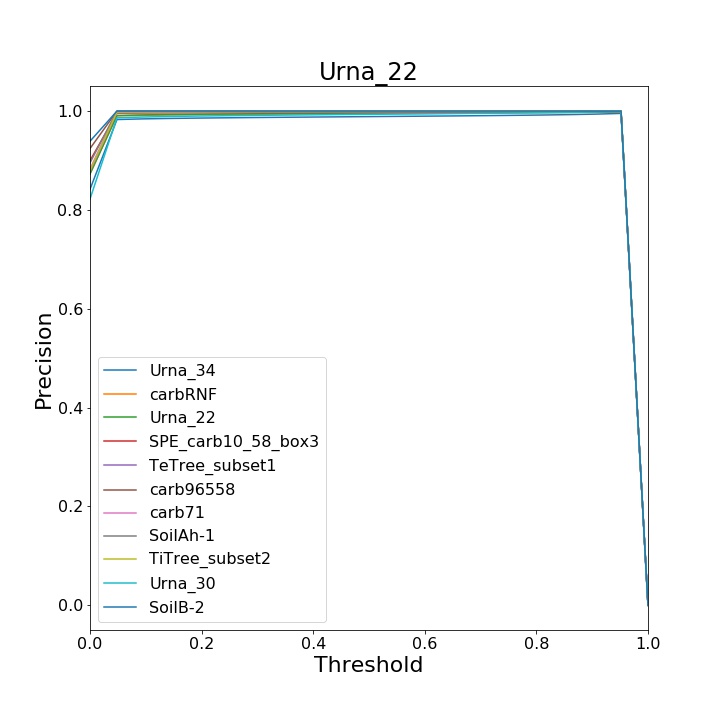 Urna_22
Precision
1.0
0.8
0.6
0.4
0.2
0.0
Urna_34
carbRNF
Urna_22
SPE_carb10_58_box3
TeTree_subset1
carb96558
carb71
SoilAh-1
TiTree_subset2
Urna_30
SoilB-2
0.0 0.2 0.4 0.6 0.8 1.0
Threshold